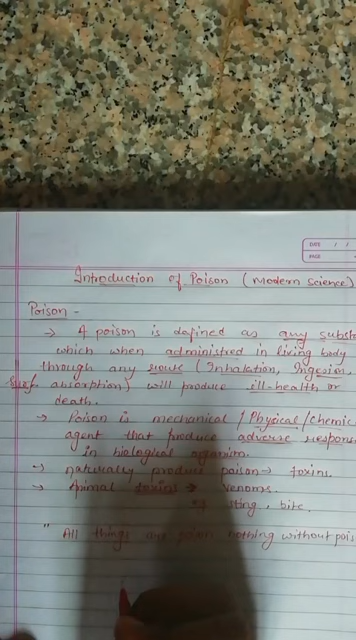 DATE / /
PAGE
Introduction of Poison (Modern Science)
Poison -
→ A poison is defined as any subst
which when administred in living body
through any route (Inhalation, Ingesion,
absorption) will produce ill-health or
death.
→ Poison is mechanical / Physical / Chemic
agent that produce adverse respons
in biological organism.
→ naturally produce poison → toxins.
→ Animal toxins → venoms.
sting, bite.
" All things are poison nothing without pois